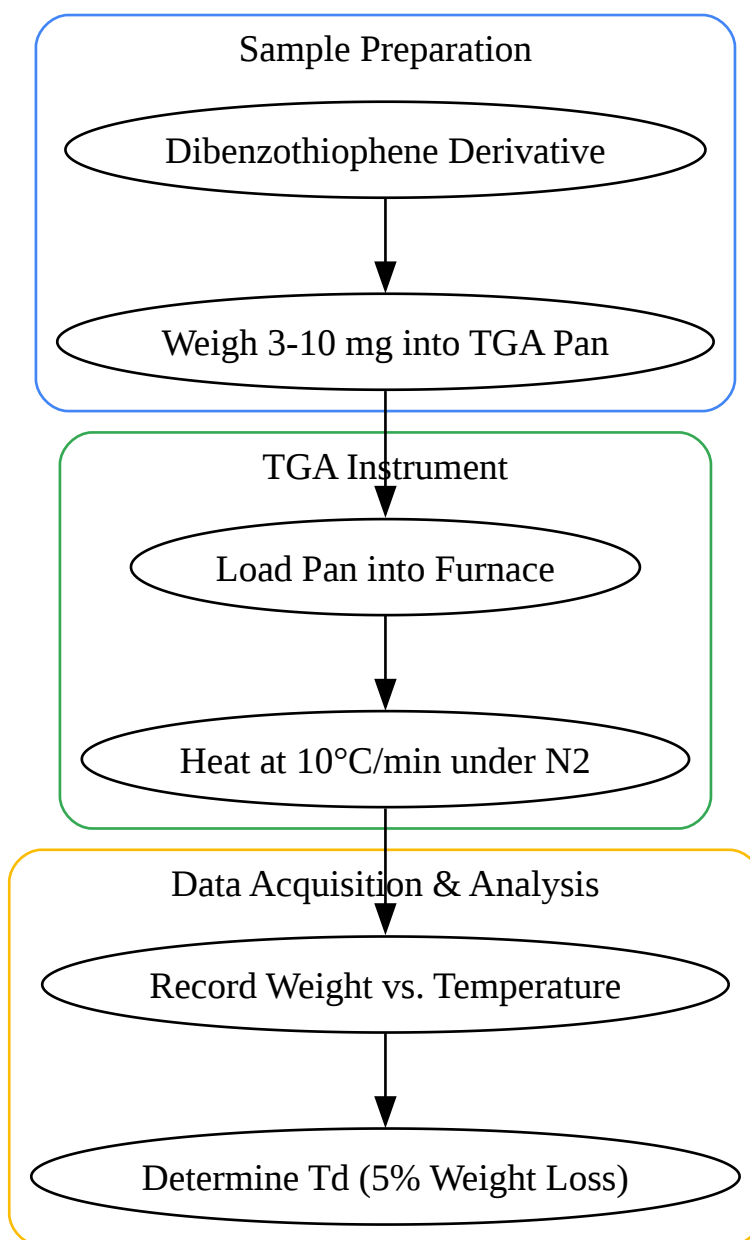 Sample Preparation
Dibenzothiophene Derivative
Weigh 3-10 mg into TGA Pan
TGA Instrument
Load Pan into Furnace
Heat at 10°C/min under N2
Data Acquisition & Analysis
Record Weight vs. Temperature
Determine Td (5% Weight Loss)